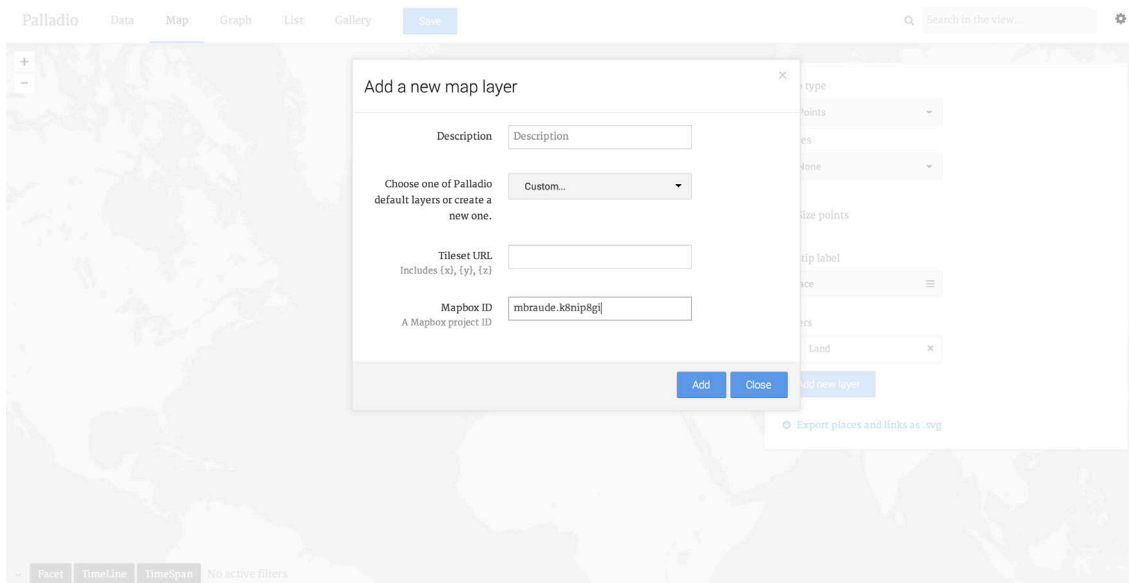 Palladio Data Map Graph List Gallery Save Search in the view...
+
−
Add a new map layer ×
Description Description
Choose one of Palladio default layers or create a new one. Custom...
Tileset URL
Includes {x}, {y}, {z}
Mapbox ID mbraude.k8nip8gi
A Mapbox project ID
Add Close
type
Points
None
Size points
tip label
Land ×
Add new layer
Export places and links as .svg
Facet TimeLine TimeSpan No active filters